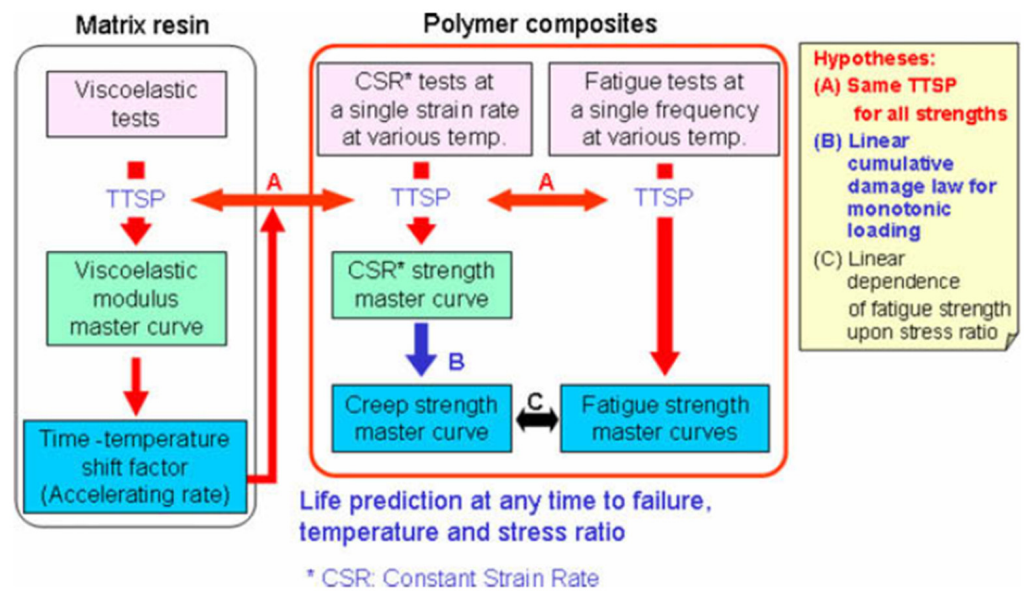 Matrix resin
Viscoelastic
tests
TTSP
Viscoelastic
modulus
master curve
Time -temperature
shift factor
(Accelerating rate)
A
Polymer composites
CSR* tests at
a single strain rate
at various temp.
TTSP
CSR* strength
master curve
B
Creep strength
master curve
A
C
Fatigue tests at
a single frequency
at various temp.
TTSP
Fatigue strength
master curves
Life prediction at any time to failure,
temperature and stress ratio
* CSR: Constant Strain Rate
Hypotheses:
(A) Same TTSP
for all strengths
(B) Linear
cumulative
damage law for
monotonic
loading
(C) Linear
dependence
of fatigue strength
upon stress ratio